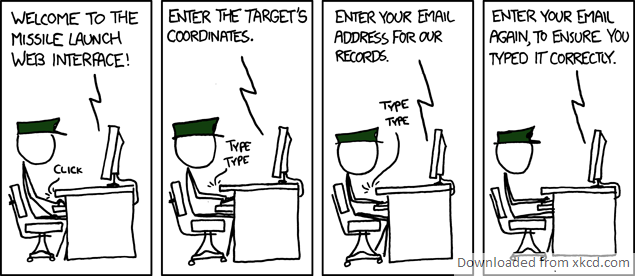 WELCOME TO THE
MISSILE LAUNCH
WEB INTERFACE!
CLICK
ENTER THE TARGET'S
COORDINATES.
TYPE
TYPE
ENTER YOUR EMAIL
ADDRESS FOR OUR
RECORDS.
TYPE
TYPE
ENTER YOUR EMAIL
AGAIN, TO ENSURE YOU
TYPED IT CORRECTLY.
Downloaded from xkcd.com